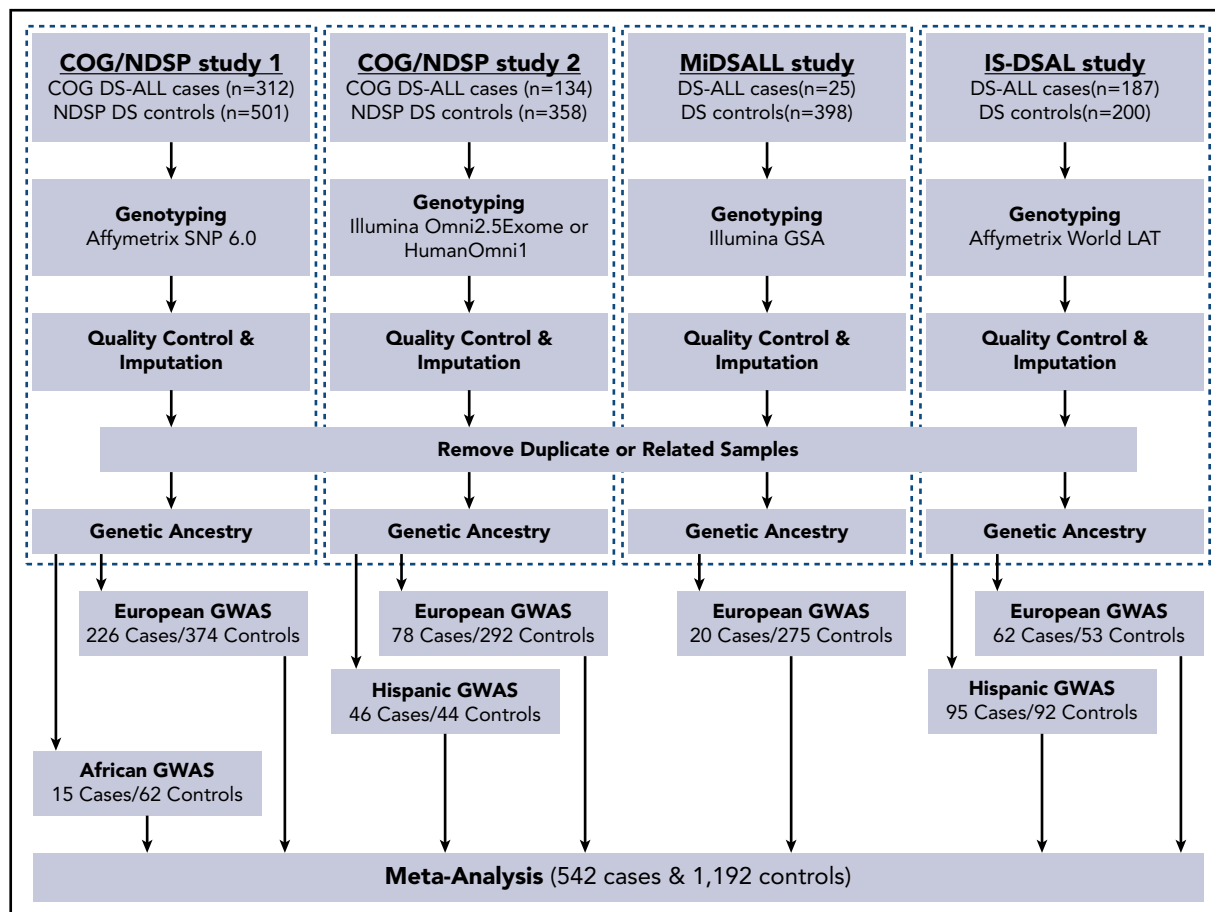 COG/NDSP study 1
COG DS-ALL cases (n=312)
NDSP DS controls (n=501)
COG/NDSP study 2
COG DS-ALL cases (n=134)
NDSP DS controls (n=358)
MiDSALL study
DS-ALL cases(n=25)
DS controls(n=398)
IS-DSAL study
DS-ALL cases(n=187)
DS controls(n=200)
Genotyping
Affymetrix SNP 6.0
Genotyping
Illumina Omni2.5Exome or
HumanOmni1
Genotyping
Illumina GSA
Genotyping
Affymetrix World LAT
Quality Control &
Imputation
Quality Control &
Imputation
Quality Control &
Imputation
Quality Control &
Imputation
Remove Duplicate or Related Samples
Genetic Ancestry
Genetic Ancestry
Genetic Ancestry
Genetic Ancestry
European GWAS
226 Cases/374 Controls
European GWAS
78 Cases/292 Controls
European GWAS
20 Cases/275 Controls
European GWAS
62 Cases/53 Controls
Hispanic GWAS
46 Cases/44 Controls
Hispanic GWAS
95 Cases/92 Controls
African GWAS
15 Cases/62 Controls
Meta-Analysis (542 cases & 1,192 controls)